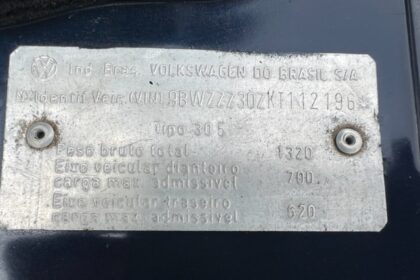 Ind. Bras. VOLKSWAGEN DO BRASIL S/A
N. Identif. Veic. (VIN) 9BWZZZ30ZKT112196
Tipo 305
Peso bruto total 1320
Eixo veicular dianteiro
carga max. admissivel 700
Eixo veicular traseiro
carga max. admissivel 620